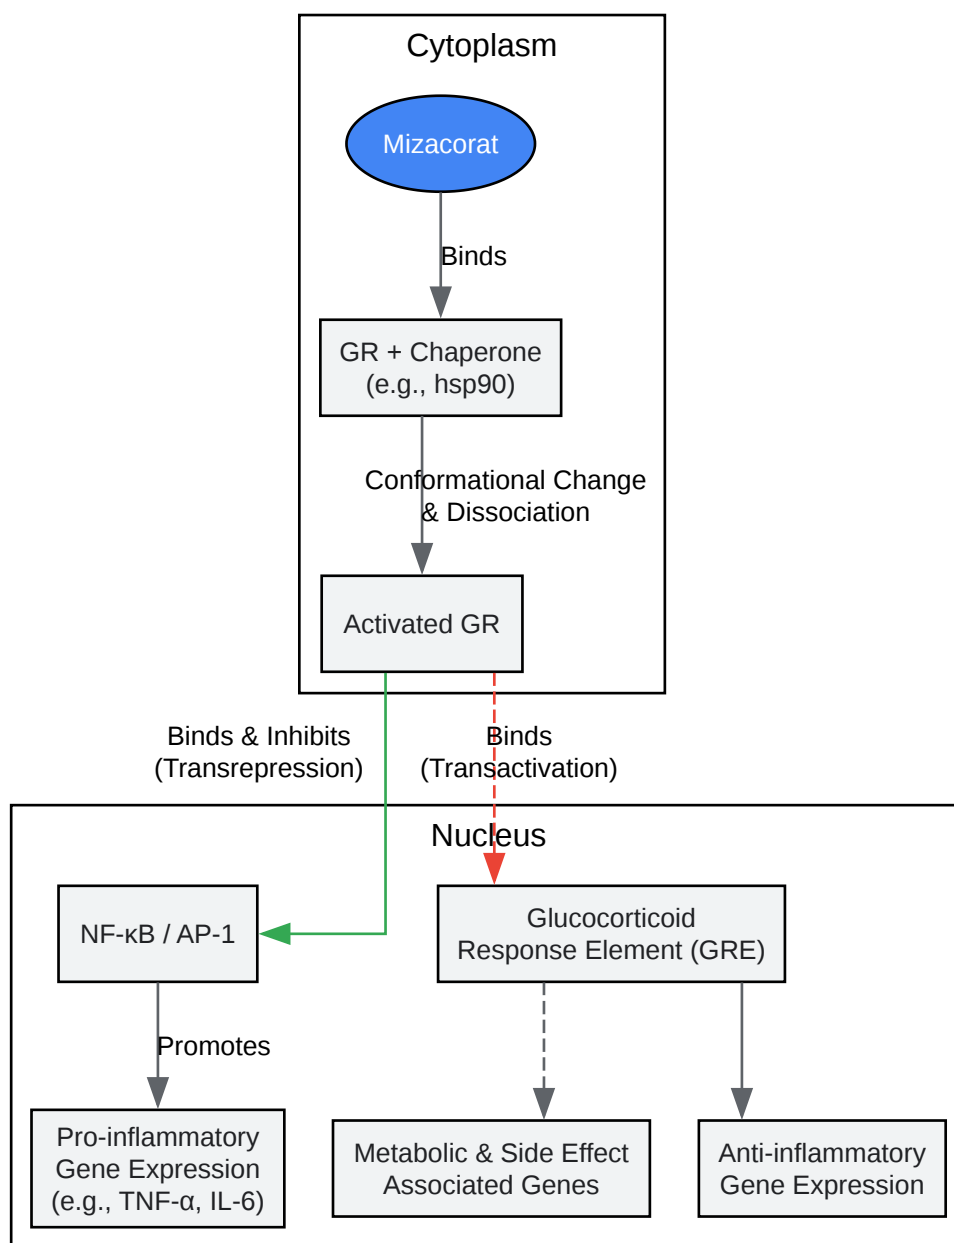 Cytoplasm
Mizacorat
Binds
GR + Chaperone
(e.g., hsp90)
Conformational Change
& Dissociation
Activated GR
Binds & Inhibits
(Transrepression)
Binds
(Transactivation)
Nucleus
NF-κB / AP-1
Glucocorticoid
Response Element (GRE)
Promotes
Pro-inflammatory
Gene Expression
(e.g., TNF-α, IL-6)
Metabolic & Side Effect
Associated Genes
Anti-inflammatory
Gene Expression